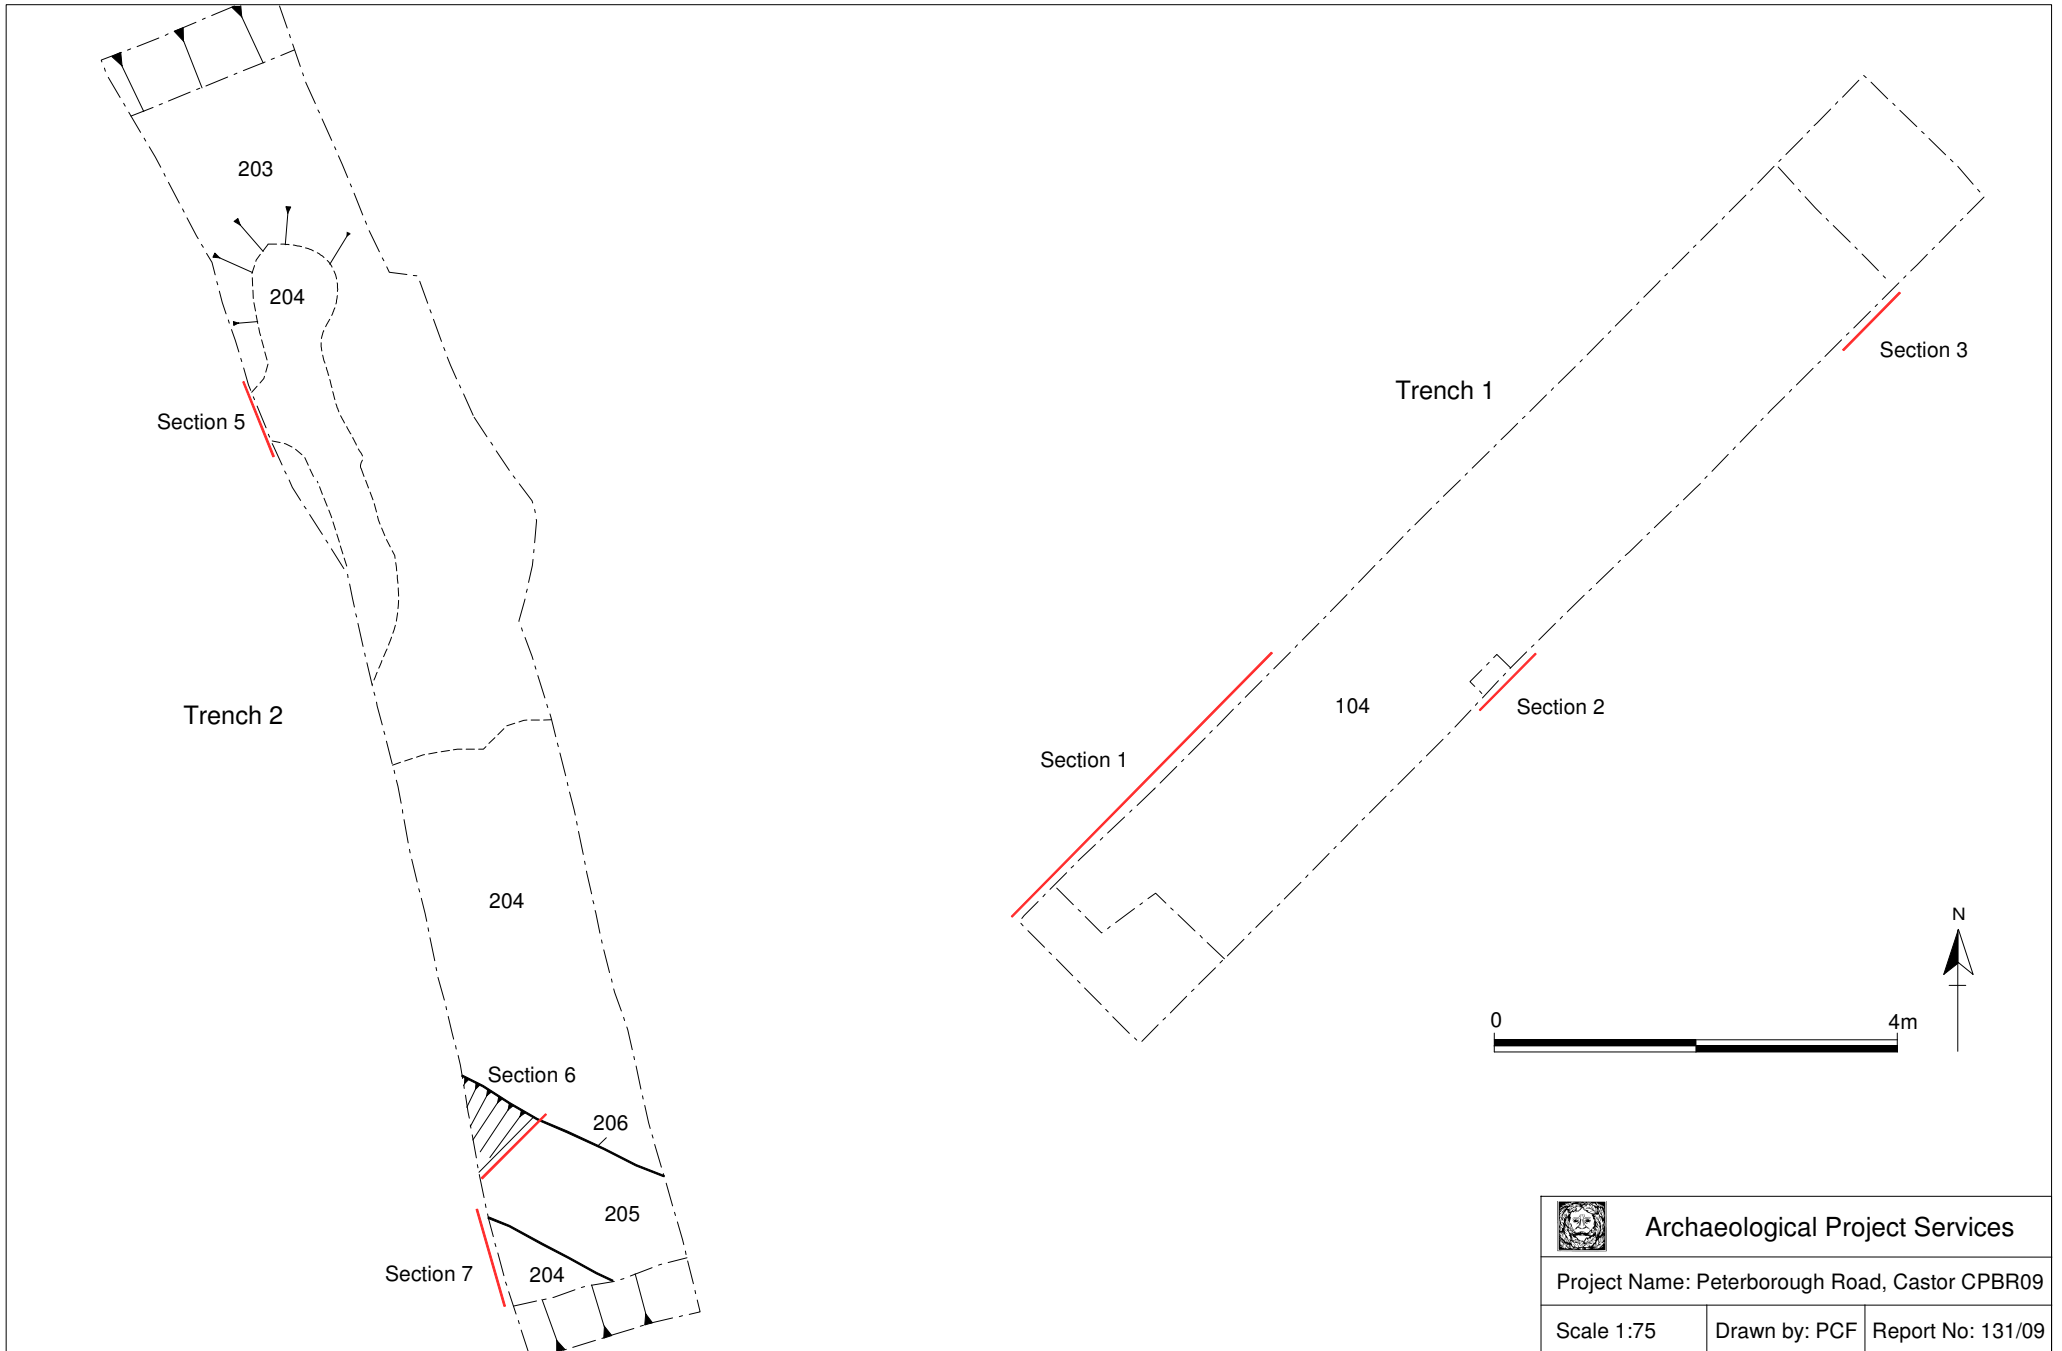 203
204
Section 5
Trench 2
204
Section 6
206
205
Section 7
204
Trench 1
Section 3
104
Section 2
Section 1
N
0 4m
Archaeological Project Services
Project Name: Peterborough Road, Castor CPBR09
Scale 1:75 Drawn by: PCF Report No: 131/09